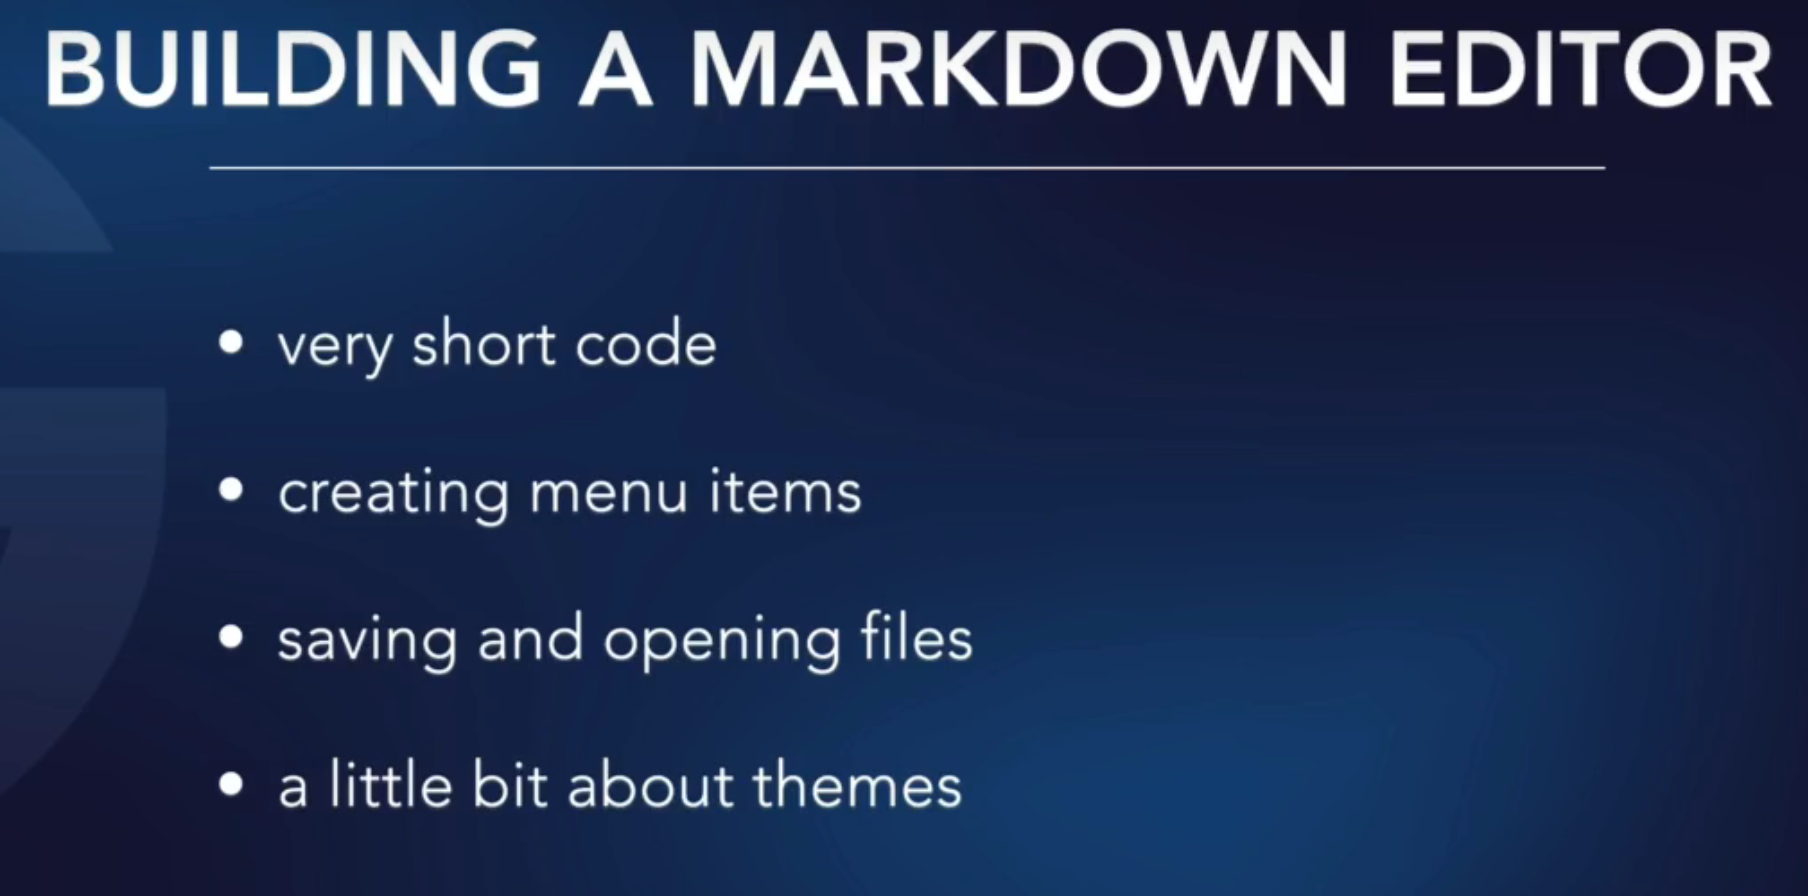 BUILDING A MARKDOWN EDITOR
• very short code
• creating menu items
• saving and opening files
• a little bit about themes